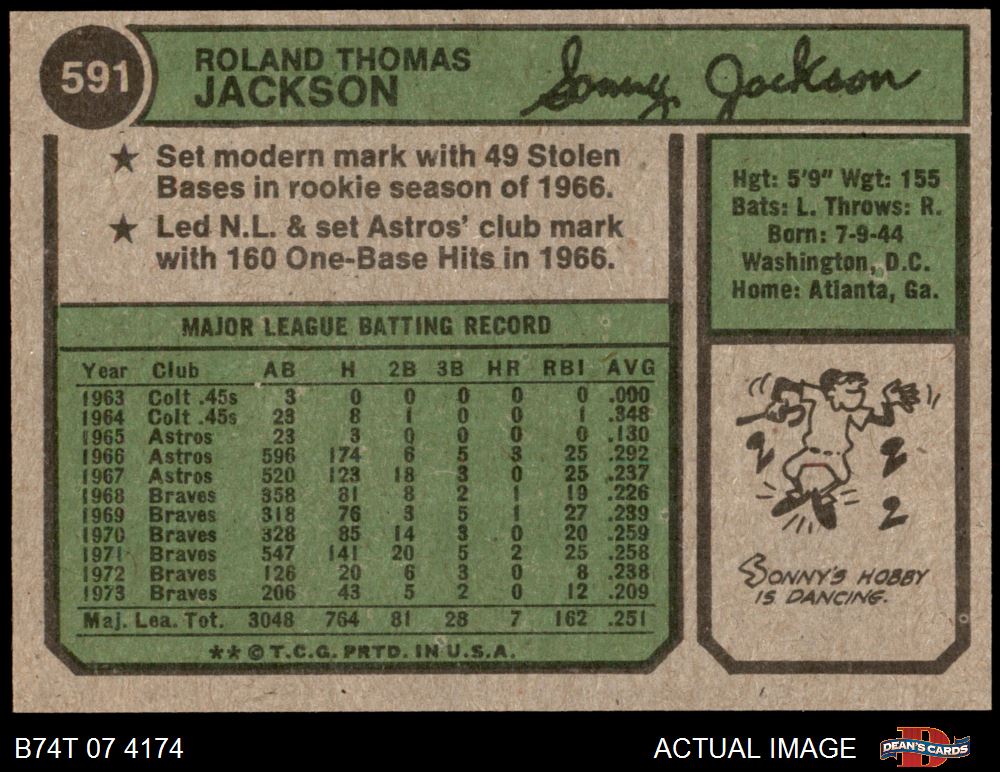 591
ROLAND THOMAS
JACKSON
Sonny Jackson
★ Set modern mark with 49 Stolen
Bases in rookie season of 1966.
★ Led N.L. & set Astros' club mark
with 160 One-Base Hits in 1966.
Hgt: 5'9" Wgt: 155
Bats: L. Throws: R.
Born: 7-9-44
Washington, D.C.
Home: Atlanta, Ga.
MAJOR LEAGUE BATTING RECORD
Year Club AB H 2B 3B HR RBI AVG
1963 Colt .45s 3 0 0 0 0 0 .000
1964 Colt .45s 23 8 1 0 0 1 .348
1965 Astros 23 3 0 0 0 0 .130
1966 Astros 596 174 6 5 3 25 .292
1967 Astros 520 123 18 3 0 25 .237
1968 Braves 358 81 8 2 1 19 .226
1969 Braves 318 76 3 5 1 27 .239
1970 Braves 328 85 14 3 0 20 .259
1971 Braves 547 141 20 5 2 25 .258
1972 Braves 126 20 6 3 0 8 .238
1973 Braves 206 43 5 2 0 12 .209
Maj. Lea. Tot. 3048 764 81 28 7 162 .251
** © T.C.G. PRTD. IN U.S.A.
SONNY'S HOBBY
IS DANCING.
B74T 07 4174
ACTUAL IMAGE
D
DEAN'S CARDS